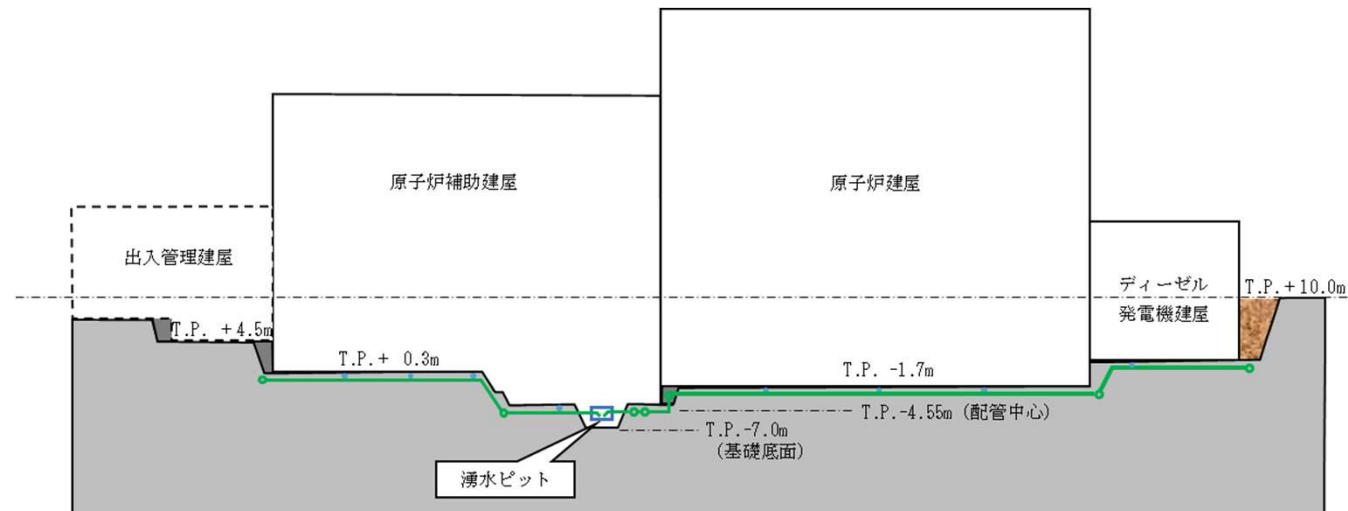 原子炉補助建屋
原子炉建屋
出入管理建屋
ディーゼル
発電機建屋
T.P.+10.0m
T.P. +4.5m
T.P.+ 0.3m
T.P. -1.7m
T.P.-4.55m (配管中心)
T.P.-7.0m
(基礎底面)
湧水ピット